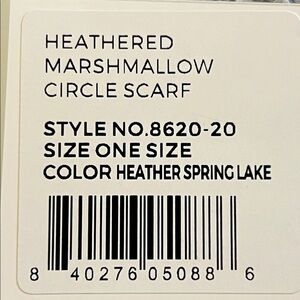 HEATHERED
MARSHMALLOW
CIRCLE SCARF
STYLE NO.8620-20
SIZE ONE SIZE
COLOR HEATHER SPRING LAKE
8 40276 05088 6